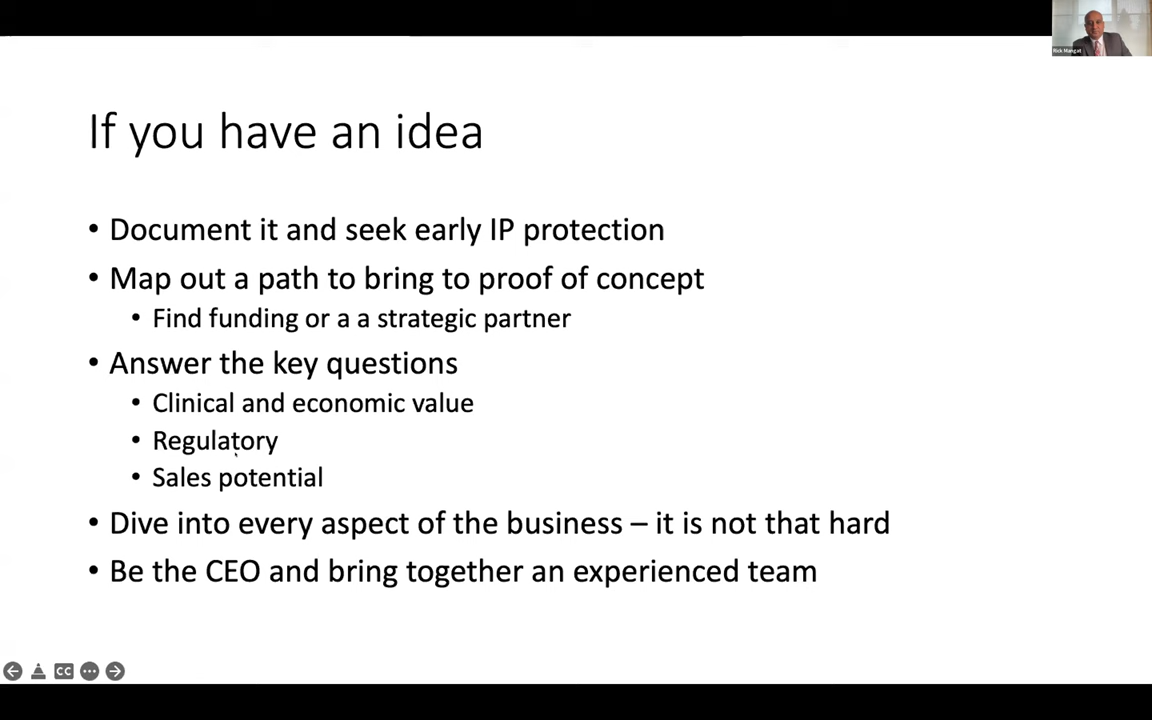 Rick Mangat
If you have an idea
• Document it and seek early IP protection
• Map out a path to bring to proof of concept
• Find funding or a a strategic partner
• Answer the key questions
• Clinical and economic value
• Regulatory
• Sales potential
• Dive into every aspect of the business – it is not that hard
• Be the CEO and bring together an experienced team
CC